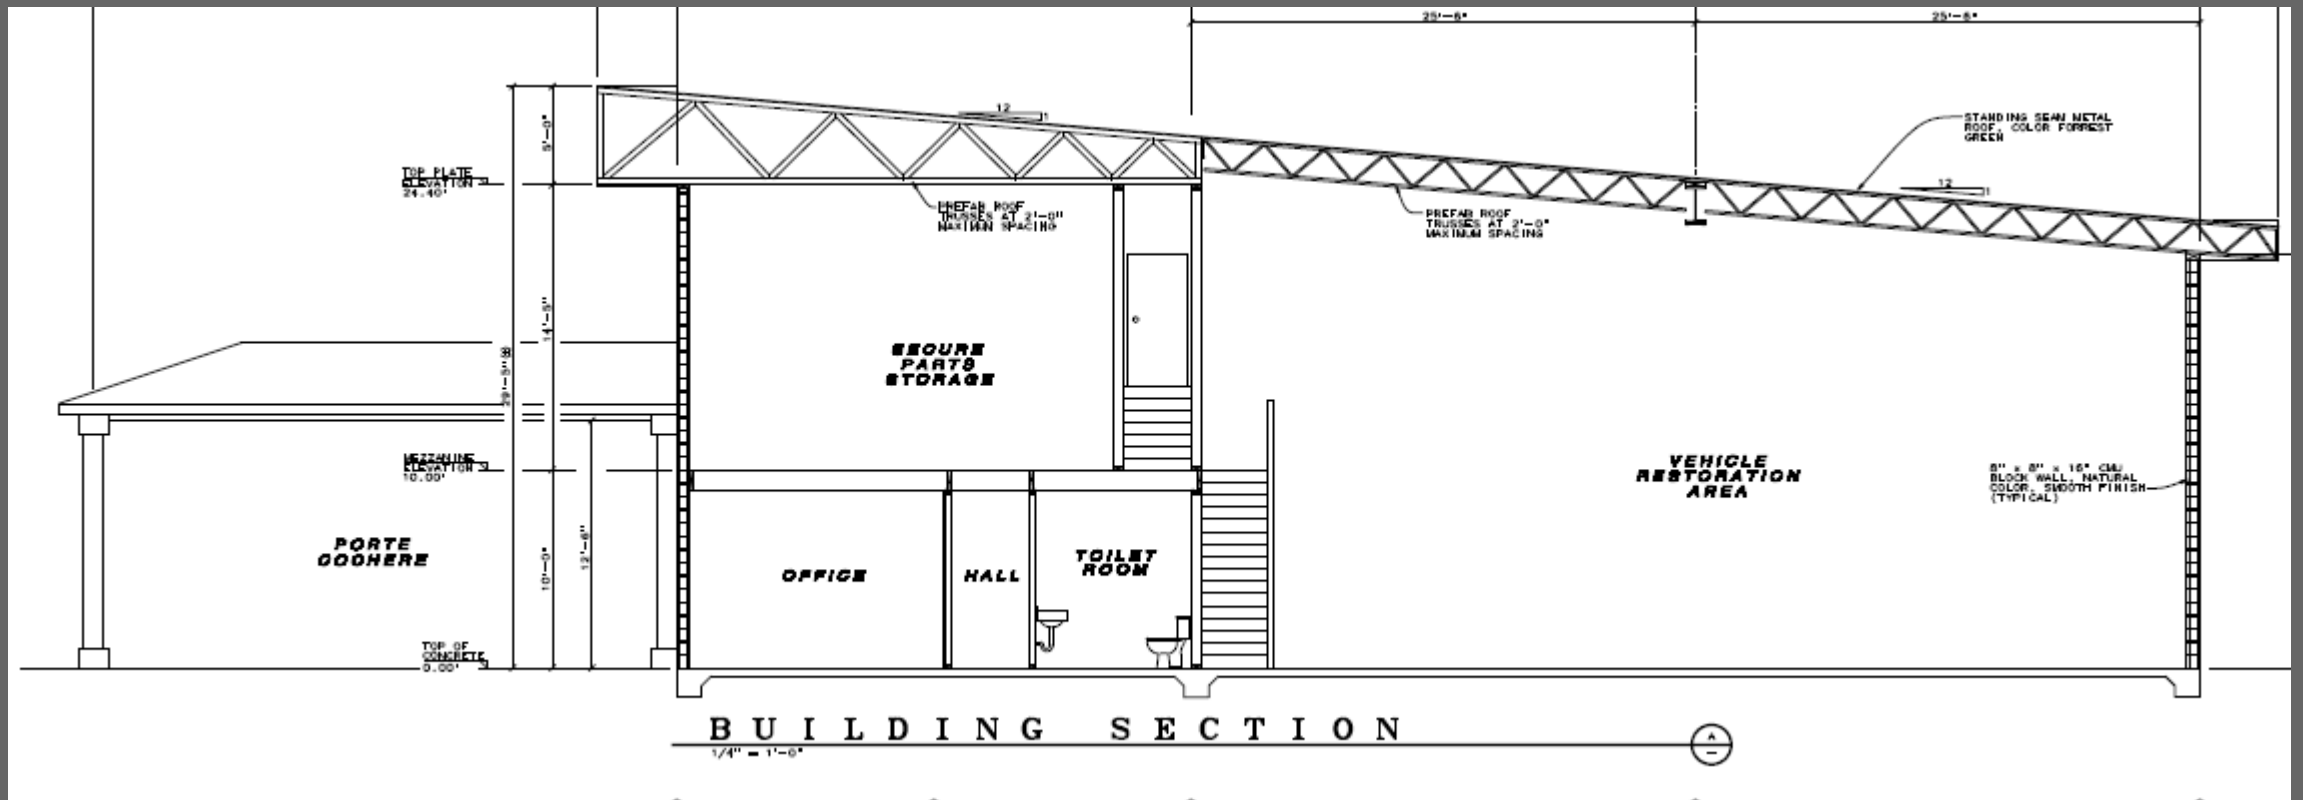 25'-6"
25'-6"
12
1
STANDING SEAM METAL
ROOF, COLOR FORREST
GREEN
5'-0"
TOP PLATE
ELEVATION
24.40'
12
1
PREFAB ROOF
TRUSSES AT 2'-0"
MAXIMUN SPACING
PREFAB ROOF
TRUSSES AT 2'-0"
MAXIMUM SPACING
14'-5"
SECURE
PARTS
STORAGE
MEZZANINE
ELEVATION
10.00'
VEHICLE
RESTORATION
AREA
8" x 8" x 16" CMU
BLOCK WALL, NATURAL
COLOR, SMOOTH FINISH
(TYPICAL)
PORTE
COCHERE
10'-0"
12'-6"
OFFICE
HALL
TOILET
ROOM
TOP OF
CONCRETE
0.00'
BUILDING SECTION
1/4" = 1'-0"
A